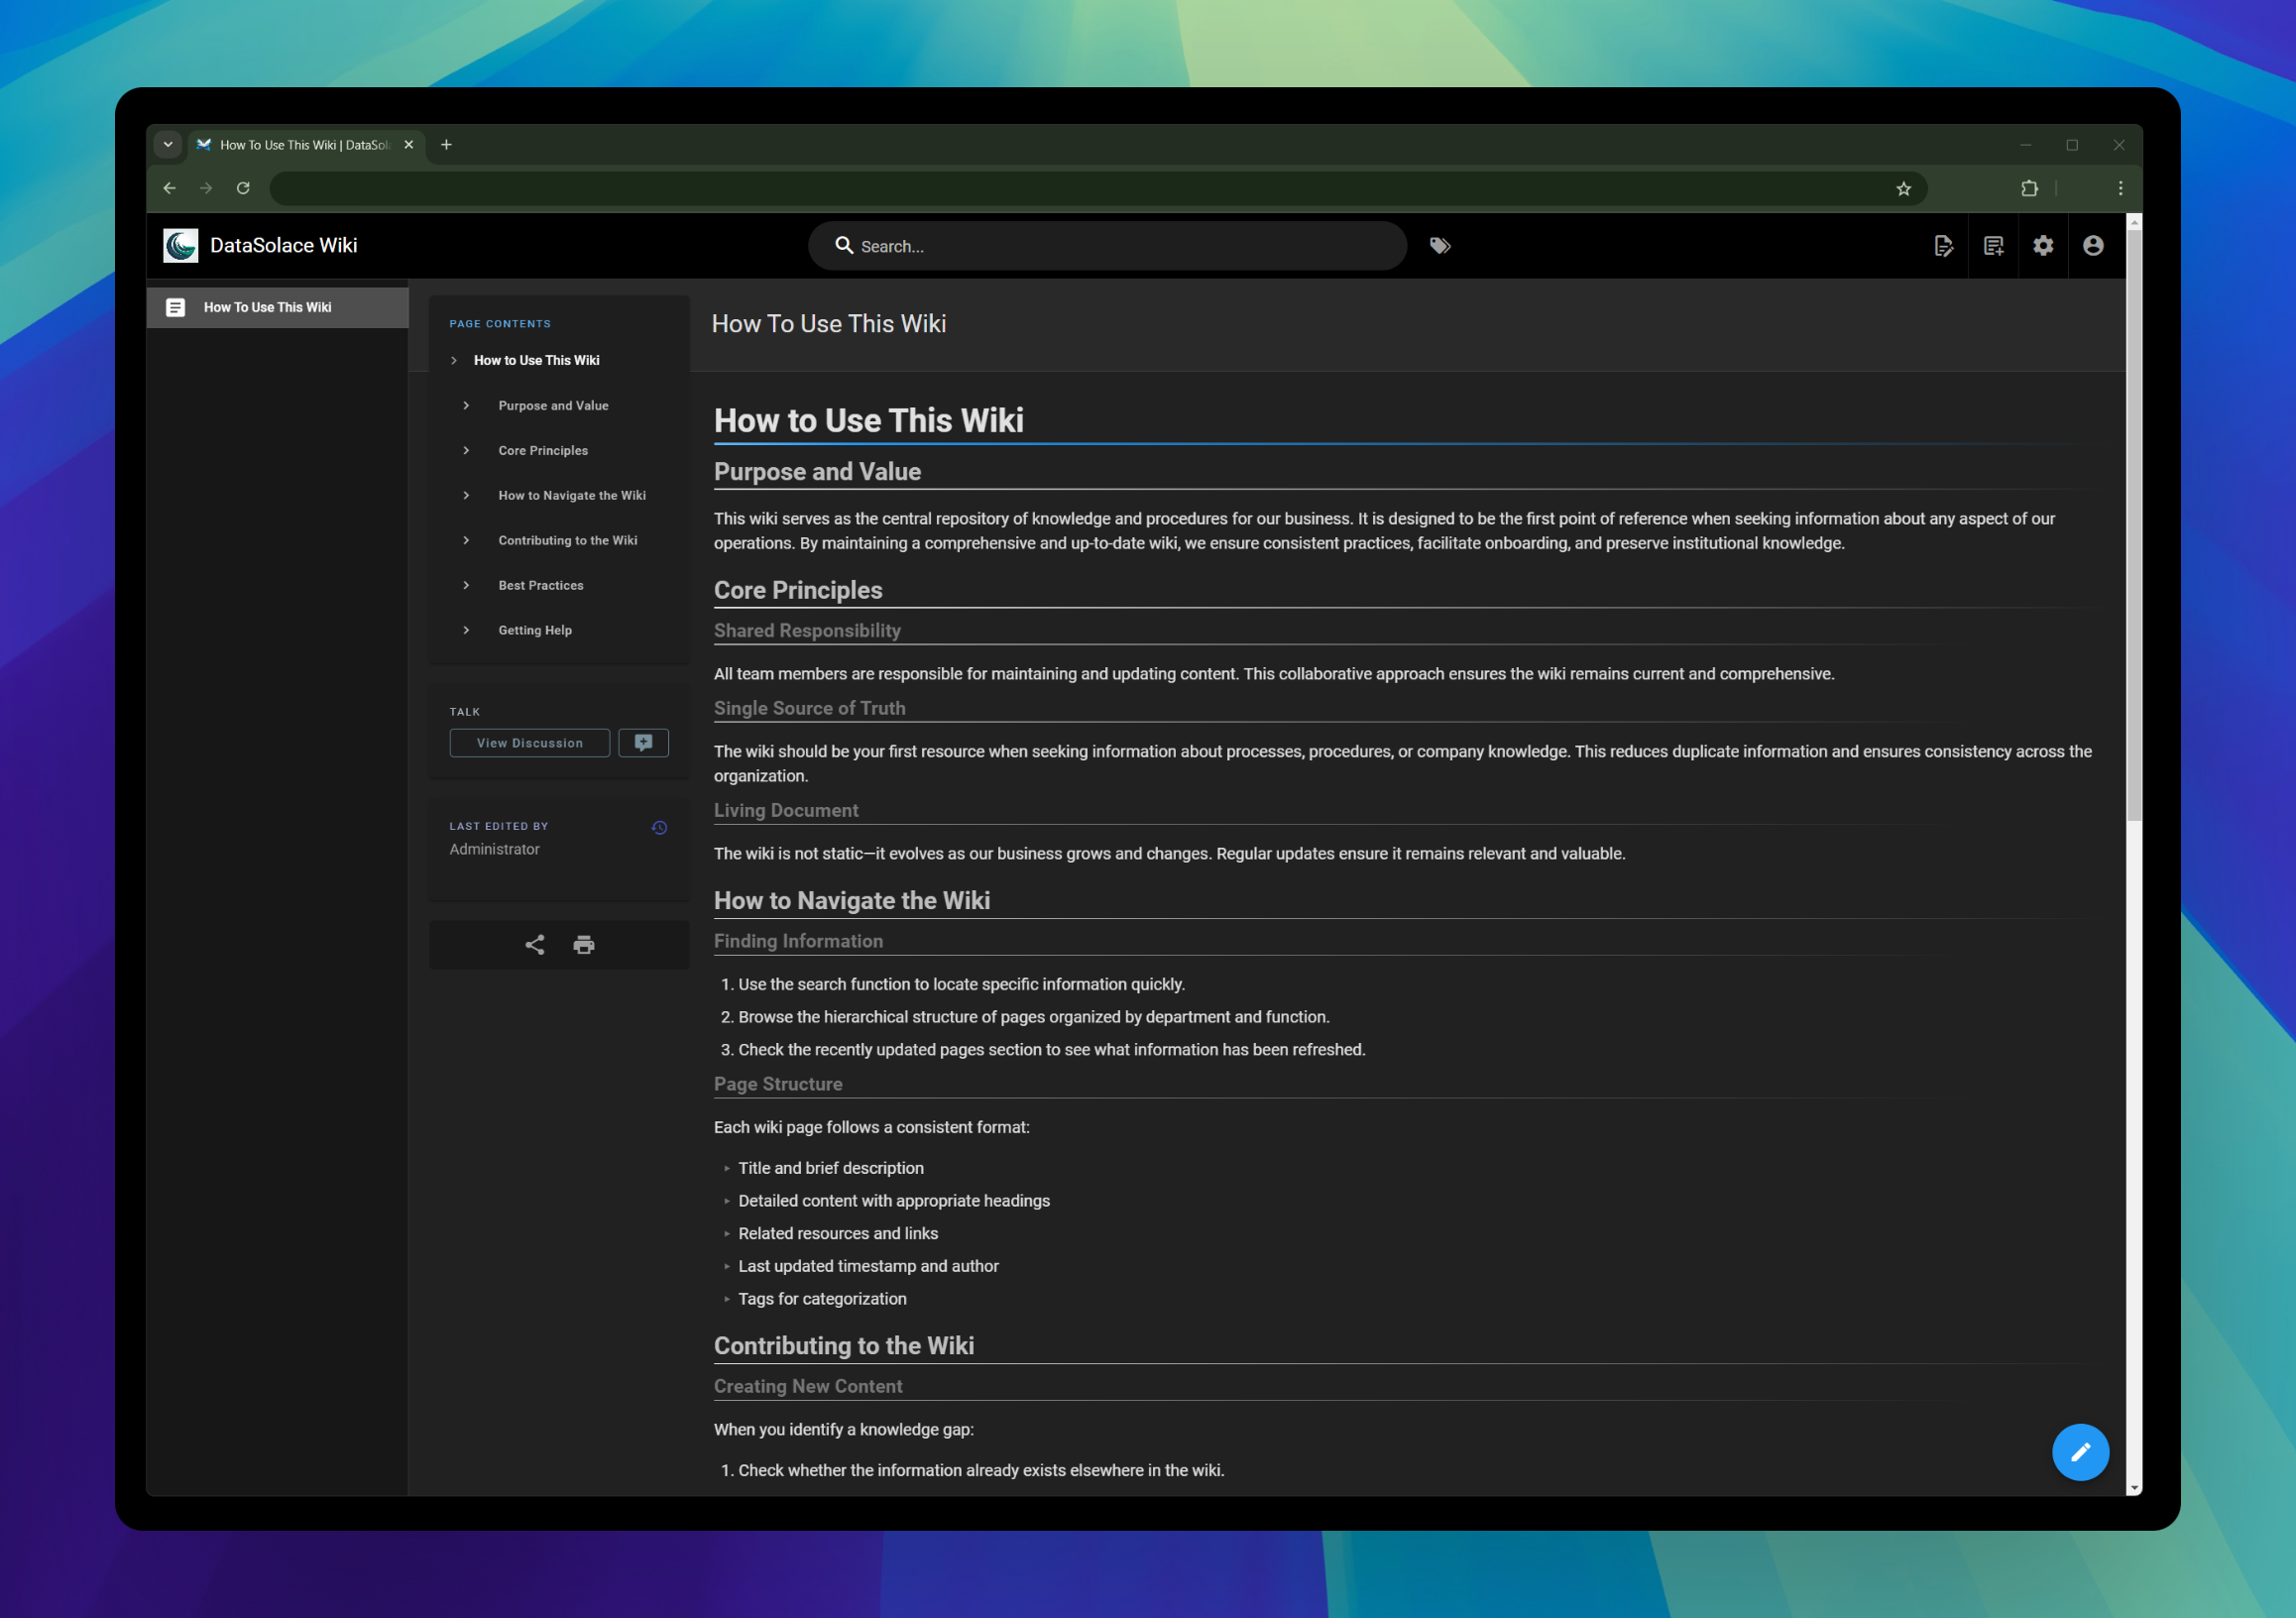 How To Use This Wiki | DataSol
DataSolace Wiki
Search...
How To Use This Wiki
PAGE CONTENTS
How to Use This Wiki
Purpose and Value
Core Principles
How to Navigate the Wiki
Contributing to the Wiki
Best Practices
Getting Help
TALK
View Discussion
LAST EDITED BY
Administrator
How To Use This Wiki
How to Use This Wiki
Purpose and Value
This wiki serves as the central repository of knowledge and procedures for our business. It is designed to be the first point of reference when seeking information about any aspect of our
operations. By maintaining a comprehensive and up-to-date wiki, we ensure consistent practices, facilitate onboarding, and preserve institutional knowledge.
Core Principles
Shared Responsibility
All team members are responsible for maintaining and updating content. This collaborative approach ensures the wiki remains current and comprehensive.
Single Source of Truth
The wiki should be your first resource when seeking information about processes, procedures, or company knowledge. This reduces duplicate information and ensures consistency across the
organization.
Living Document
The wiki is not static—it evolves as our business grows and changes. Regular updates ensure it remains relevant and valuable.
How to Navigate the Wiki
Finding Information
1. Use the search function to locate specific information quickly.
2. Browse the hierarchical structure of pages organized by department and function.
3. Check the recently updated pages section to see what information has been refreshed.
Page Structure
Each wiki page follows a consistent format:
‣ Title and brief description
‣ Detailed content with appropriate headings
‣ Related resources and links
‣ Last updated timestamp and author
‣ Tags for categorization
Contributing to the Wiki
Creating New Content
When you identify a knowledge gap:
1. Check whether the information already exists elsewhere in the wiki.